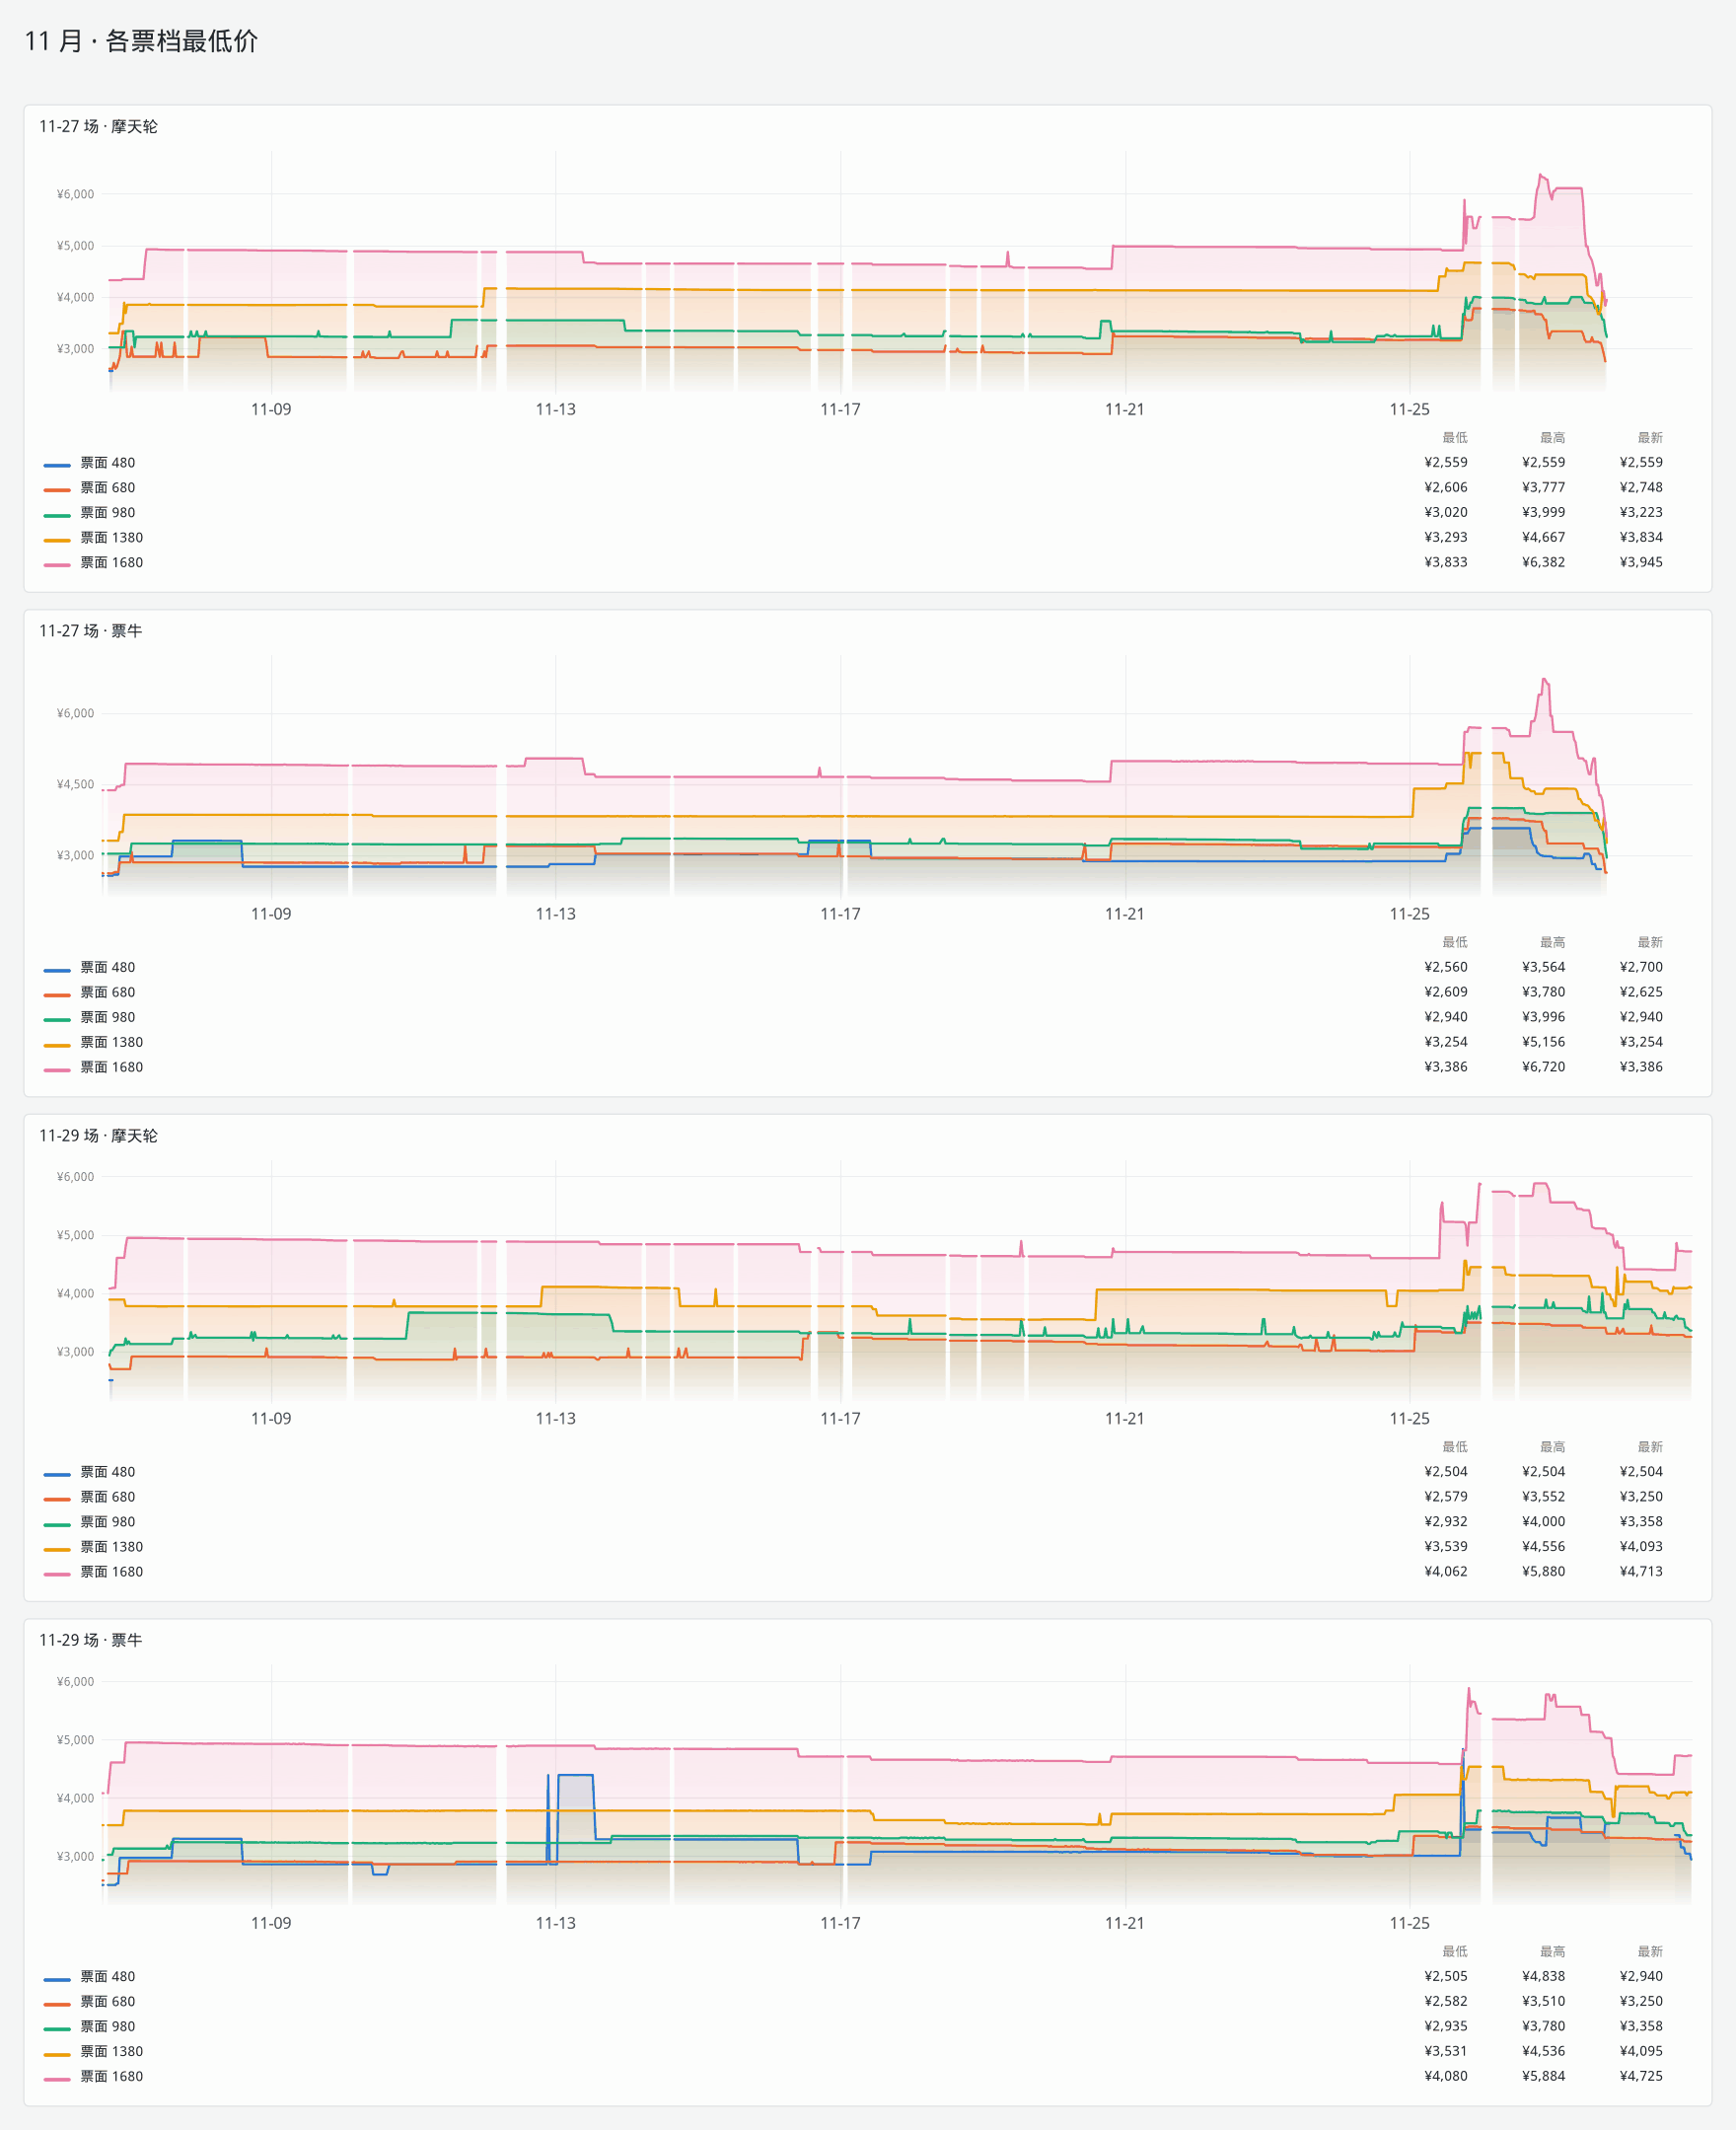 11 月 · 各票档最低价
11-27 场 · 摩天轮
¥6,000
¥5,000
¥4,000
¥3,000
11-09 11-13 11-17 11-21 11-25
最低 最高 最新
票面 480 ¥2,559 ¥2,559 ¥2,559
票面 680 ¥2,606 ¥3,777 ¥2,748
票面 980 ¥3,020 ¥3,999 ¥3,223
票面 1380 ¥3,293 ¥4,667 ¥3,834
票面 1680 ¥3,833 ¥6,382 ¥3,945
11-27 场 · 票牛
¥6,000
¥4,500
¥3,000
11-09 11-13 11-17 11-21 11-25
最低 最高 最新
票面 480 ¥2,560 ¥3,564 ¥2,700
票面 680 ¥2,609 ¥3,780 ¥2,625
票面 980 ¥2,940 ¥3,996 ¥2,940
票面 1380 ¥3,254 ¥5,156 ¥3,254
票面 1680 ¥3,386 ¥6,720 ¥3,386
11-29 场 · 摩天轮
¥6,000
¥5,000
¥4,000
¥3,000
11-09 11-13 11-17 11-21 11-25
最低 最高 最新
票面 480 ¥2,504 ¥2,504 ¥2,504
票面 680 ¥2,579 ¥3,552 ¥3,250
票面 980 ¥2,932 ¥4,000 ¥3,358
票面 1380 ¥3,539 ¥4,556 ¥4,093
票面 1680 ¥4,062 ¥5,880 ¥4,713
11-29 场 · 票牛
¥6,000
¥5,000
¥4,000
¥3,000
11-09 11-13 11-17 11-21 11-25
最低 最高 最新
票面 480 ¥2,505 ¥4,838 ¥2,940
票面 680 ¥2,582 ¥3,510 ¥3,250
票面 980 ¥2,935 ¥3,780 ¥3,358
票面 1380 ¥3,531 ¥4,536 ¥4,095
票面 1680 ¥4,080 ¥5,884 ¥4,725